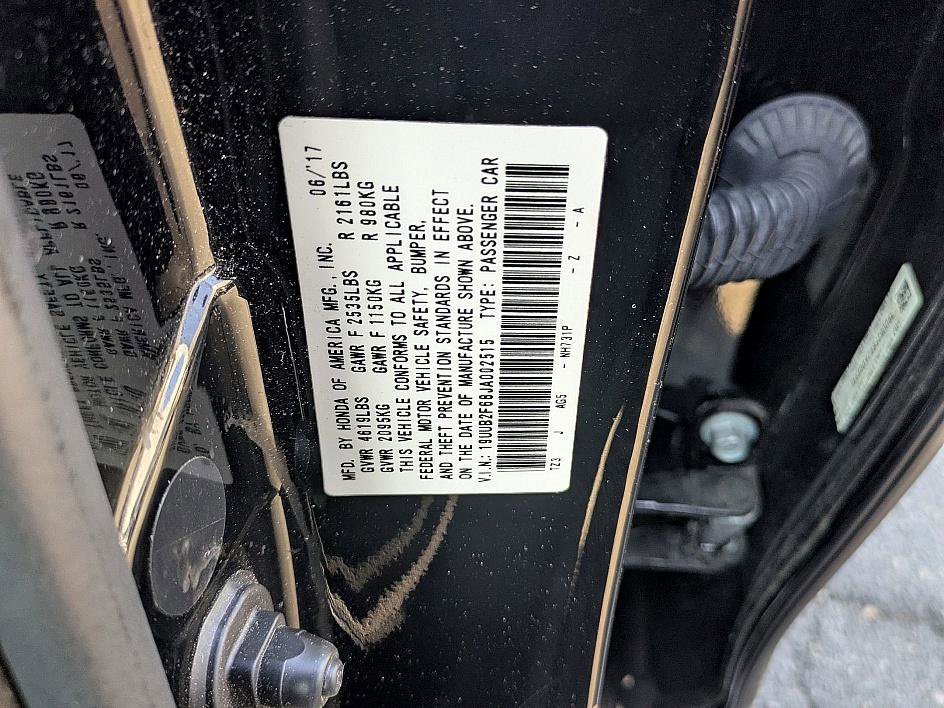 MFD. BY HONDA OF AMERICA MFG., INC. 06/'17
GVWR 4619LBS GAWR F 2535LBS R 2161LBS
GVWR 2095KG GAWR F 1150KG R 980KG
THIS VEHICLE CONFORMS TO ALL APPLICABLE
FEDERAL MOTOR VEHICLE SAFETY, BUMPER,
AND THEFT PREVENTION STANDARDS IN EFFECT
ON THE DATE OF MANUFACTURE SHOWN ABOVE.
V.I.N.: 19UUB2F68JA002515 TYPE: PASSENGER CAR
TZ3 J AG5 - NH731P - Z - A